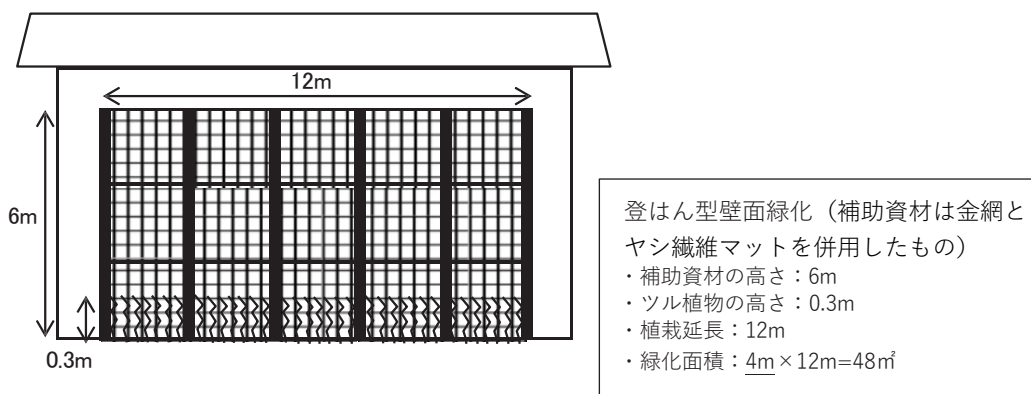 12m
6m
0.3m
登はん型壁面緑化（補助資材は金網と
ヤシ繊維マットを併用したもの）
・補助資材の高さ：6m
・ツル植物の高さ：0.3m
・植栽延長：12m
・緑化面積：4m×12m=48㎡